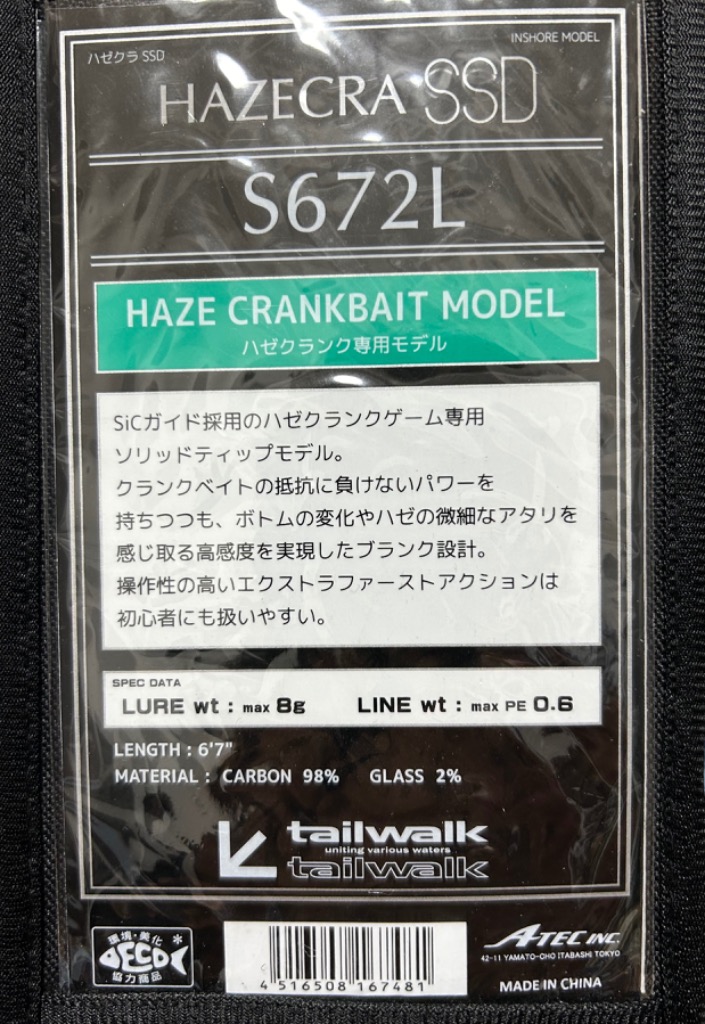 ハゼクラ SSD
INSHORE MODEL
HAZECRA SSD
S672L
HAZE CRANKBAIT MODEL
ハゼクランク専用モデル
SiCガイド採用のハゼクランクゲーム専用
ソリッドティップモデル。
クランクベイトの抵抗に負けないパワーを
持ちつつも、ボトムの変化やハゼの微細なアタリを
感じ取る高感度を実現したブランク設計。
操作性の高いエクストラファーストアクションは
初心者にも扱いやすい。
SPEC DATA
LURE wt : max 8g LINE wt : max PE 0.6
LENGTH : 6'7"
MATERIAL : CARBON 98% GLASS 2%
tailwalk
uniting various waters
tailwalk
環境・美化
ECO
協力商品
4 516508 167481
A-TEC INC.
42-11 YAMATO-CHO ITABASHI TOKYO
MADE IN CHINA